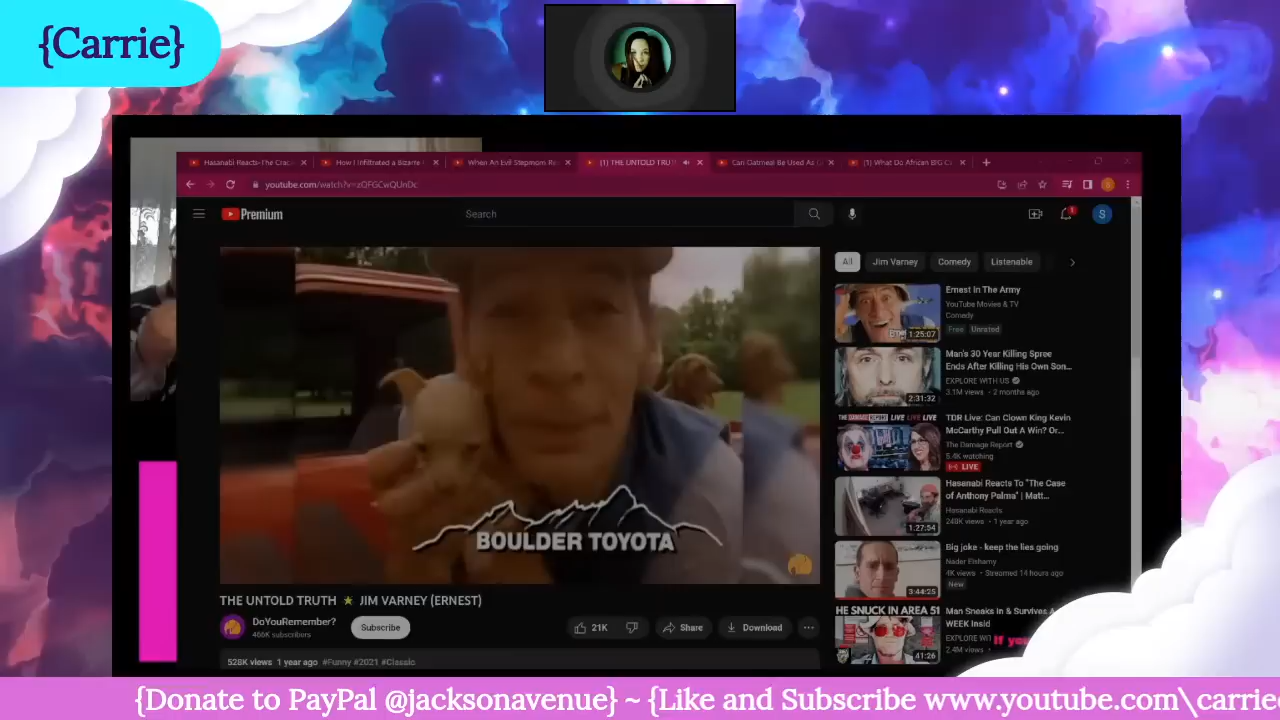 {Carrie}
Hasanabi Reacts-The Crac
How I Infiltrated a Bizarre
When An Evil Stepmom Re
(1) THE UNTOLD TRUT
Can Oatmeal Be Used As
(1) What Do African BIG C
youtube.com/watch?v=zQFGCwQUnDc
Premium
Search
S
All
Jim Varney
Comedy
Listenable
Ernest In The Army
YouTube Movies & TV
Comedy
Free Unrated
1:25:07
Man's 30 Year Killing Spree
Ends After Killing His Own Son...
EXPLORE WITH US
3.1M views • 2 months ago
2:31:32
LIVE LIVE LIVE
TDR Live: Can Clown King Kevin
McCarthy Pull Out A Win? Or...
The Damage Report
5.4K watching
LIVE
Hasanabi Reacts To "The Case
of Anthony Palma" | Matt...
Hasanabi Reacts
248K views • 1 year ago
1:27:54
Big joke - keep the lies going
Nader Elshamy
4K views • Streamed 14 hours ago
New
3:44:25
HE SNUCK IN AREA 51
Man Sneaks In & Survives A
WEEK Insid
EXPLORE WIT
2.4M
41:26
If you
BOULDER TOYOTA
THE UNTOLD TRUTH ★ JIM VARNEY (ERNEST)
DoYouRemember?
466K subscribers
Subscribe
21K
Share
Download
528K views 1 year ago #Funny #2021 #Classic
{Donate to PayPal @jacksonavenue} ~ {Like and Subscribe www.youtube.com\carrie